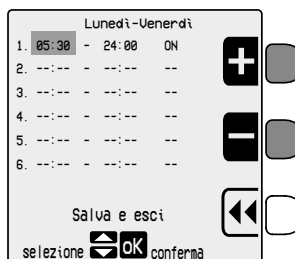 Lunedì-Venerdì
1. 05:30 - 24:00 ON
2. --:-- - --:-- --
3. --:-- - --:-- --
4. --:-- - --:-- --
5. --:-- - --:-- --
6. --:-- - --:-- --
Salva e esci
selezione OK conferma